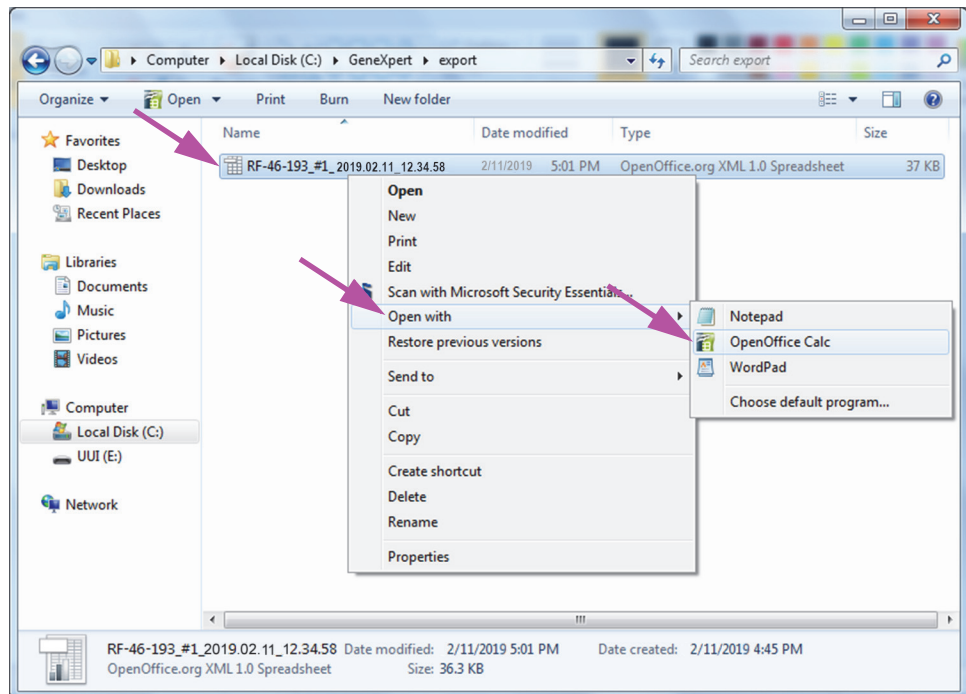 Computer ▸ Local Disk (C:) ▸ GeneXpert ▸ export
Search export
Organize Open Print Burn New folder
Name Date modified Type Size
Favorites
Desktop
Downloads
Recent Places
Libraries
Documents
Music
Pictures
Videos
Computer
Local Disk (C:)
UUI (E:)
Network
RF-46-193_#1_2019.02.11_12.34.58 2/11/2019 5:01 PM OpenOffice.org XML 1.0 Spreadsheet 37 KB
Open
New
Print
Edit
Scan with Microsoft Security Essentials...
Open with
Restore previous versions
Send to
Cut
Copy
Create shortcut
Delete
Rename
Properties
Notepad
OpenOffice Calc
WordPad
Choose default program...
RF-46-193_#1_2019.02.11_12.34.58 Date modified: 2/11/2019 5:01 PM Date created: 2/11/2019 4:45 PM
OpenOffice.org XML 1.0 Spreadsheet Size: 36.3 KB